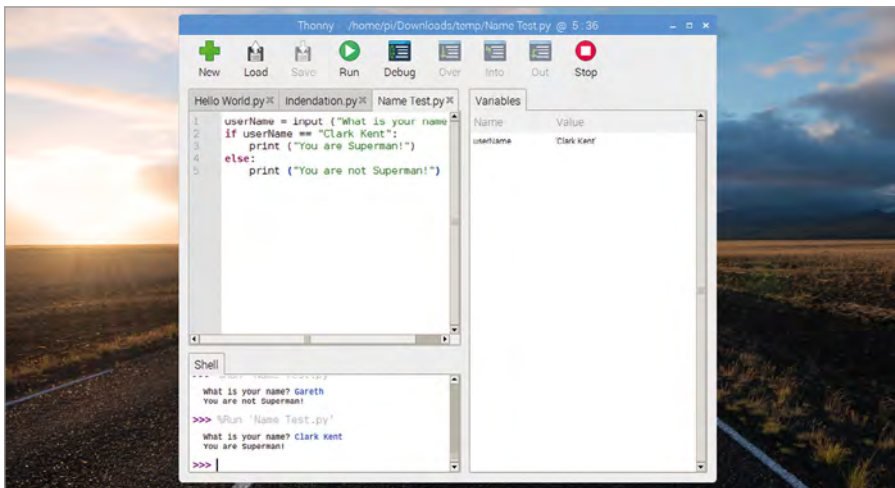 Thonny - /home/pi/Downloads/temp/Name Test.py @ 5:36
New Load Save Run Debug Over Into Out Stop
Hello World.py Indendation.py Name Test.py
1 userName = input ("What is your name
2 if userName == "Clark Kent":
3 print ("You are Superman!")
4 else:
5 print ("You are not Superman!")
Variables
Name Value
userName 'Clark Kent'
Shell
What is your name? Gareth
You are not Superman!
>>> %Run 'Name Test.py'
What is your name? Clark Kent
You are Superman!
>>>